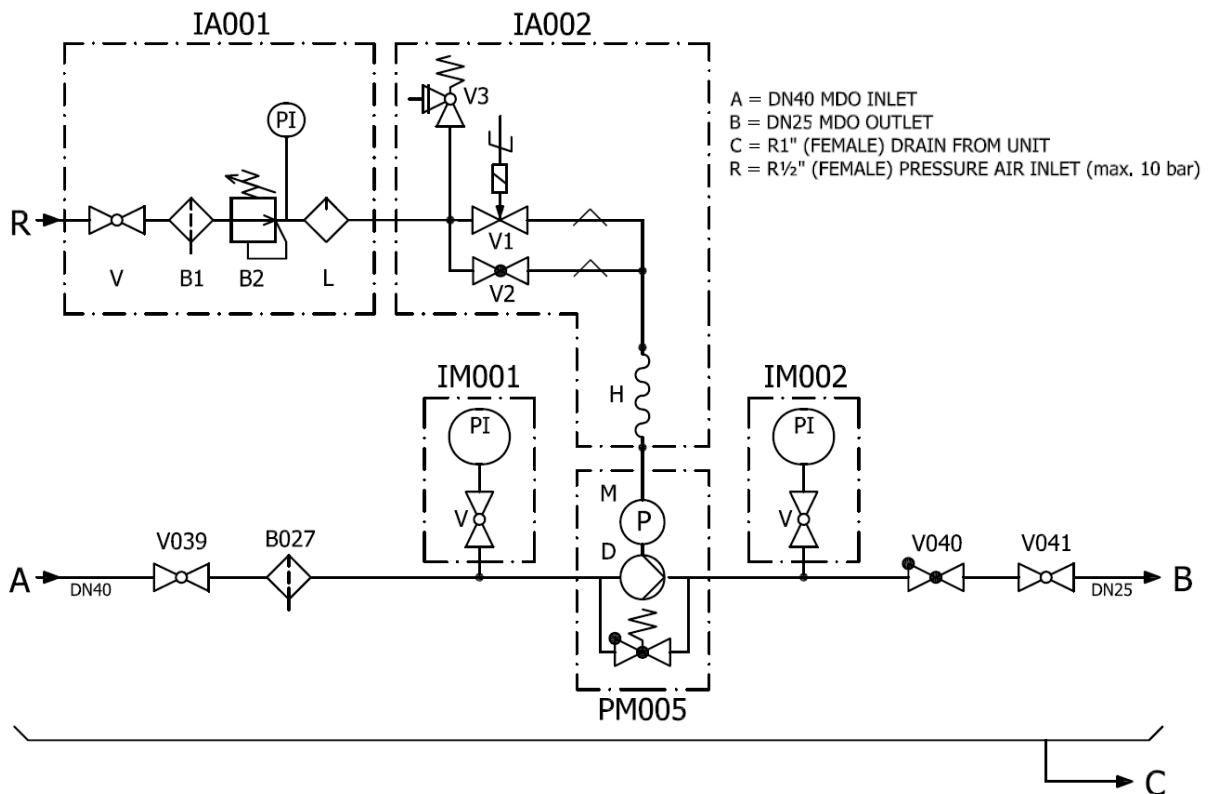 IA001
IA002
V3
A = DN40 MDO INLET
B = DN25 MDO OUTLET
C = R1" (FEMALE) DRAIN FROM UNIT
R = R½" (FEMALE) PRESSURE AIR INLET (max. 10 bar)
PI
R
V1
V
B1
B2
L
V2
IM001
H
IM002
PI
PI
M
P
V
V
D
V039
B027
V040
V041
A
DN40
DN25
B
PM005
C